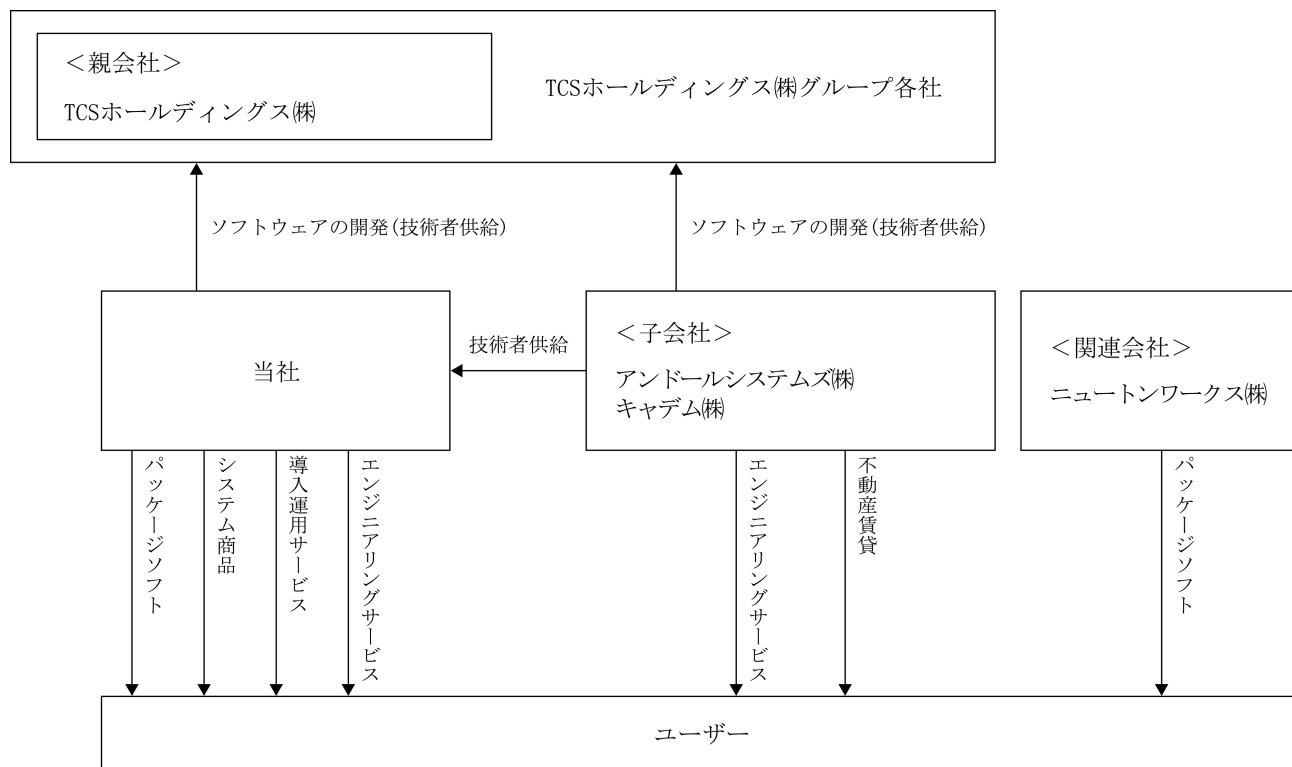 ＜親会社＞
TCSホールディングス㈱
TCSホールディングス㈱グループ各社
ソフトウェアの開発(技術者供給)
ソフトウェアの開発(技術者供給)
当社
技術者供給
＜子会社＞
アンドールシステムズ㈱
キャデム㈱
＜関連会社＞
ニュートンワークス㈱
パッケージソフト
システム商品
導入運用サービス
エンジニアリングサービス
エンジニアリングサービス
不動産賃貸
パッケージソフト
ユーザー